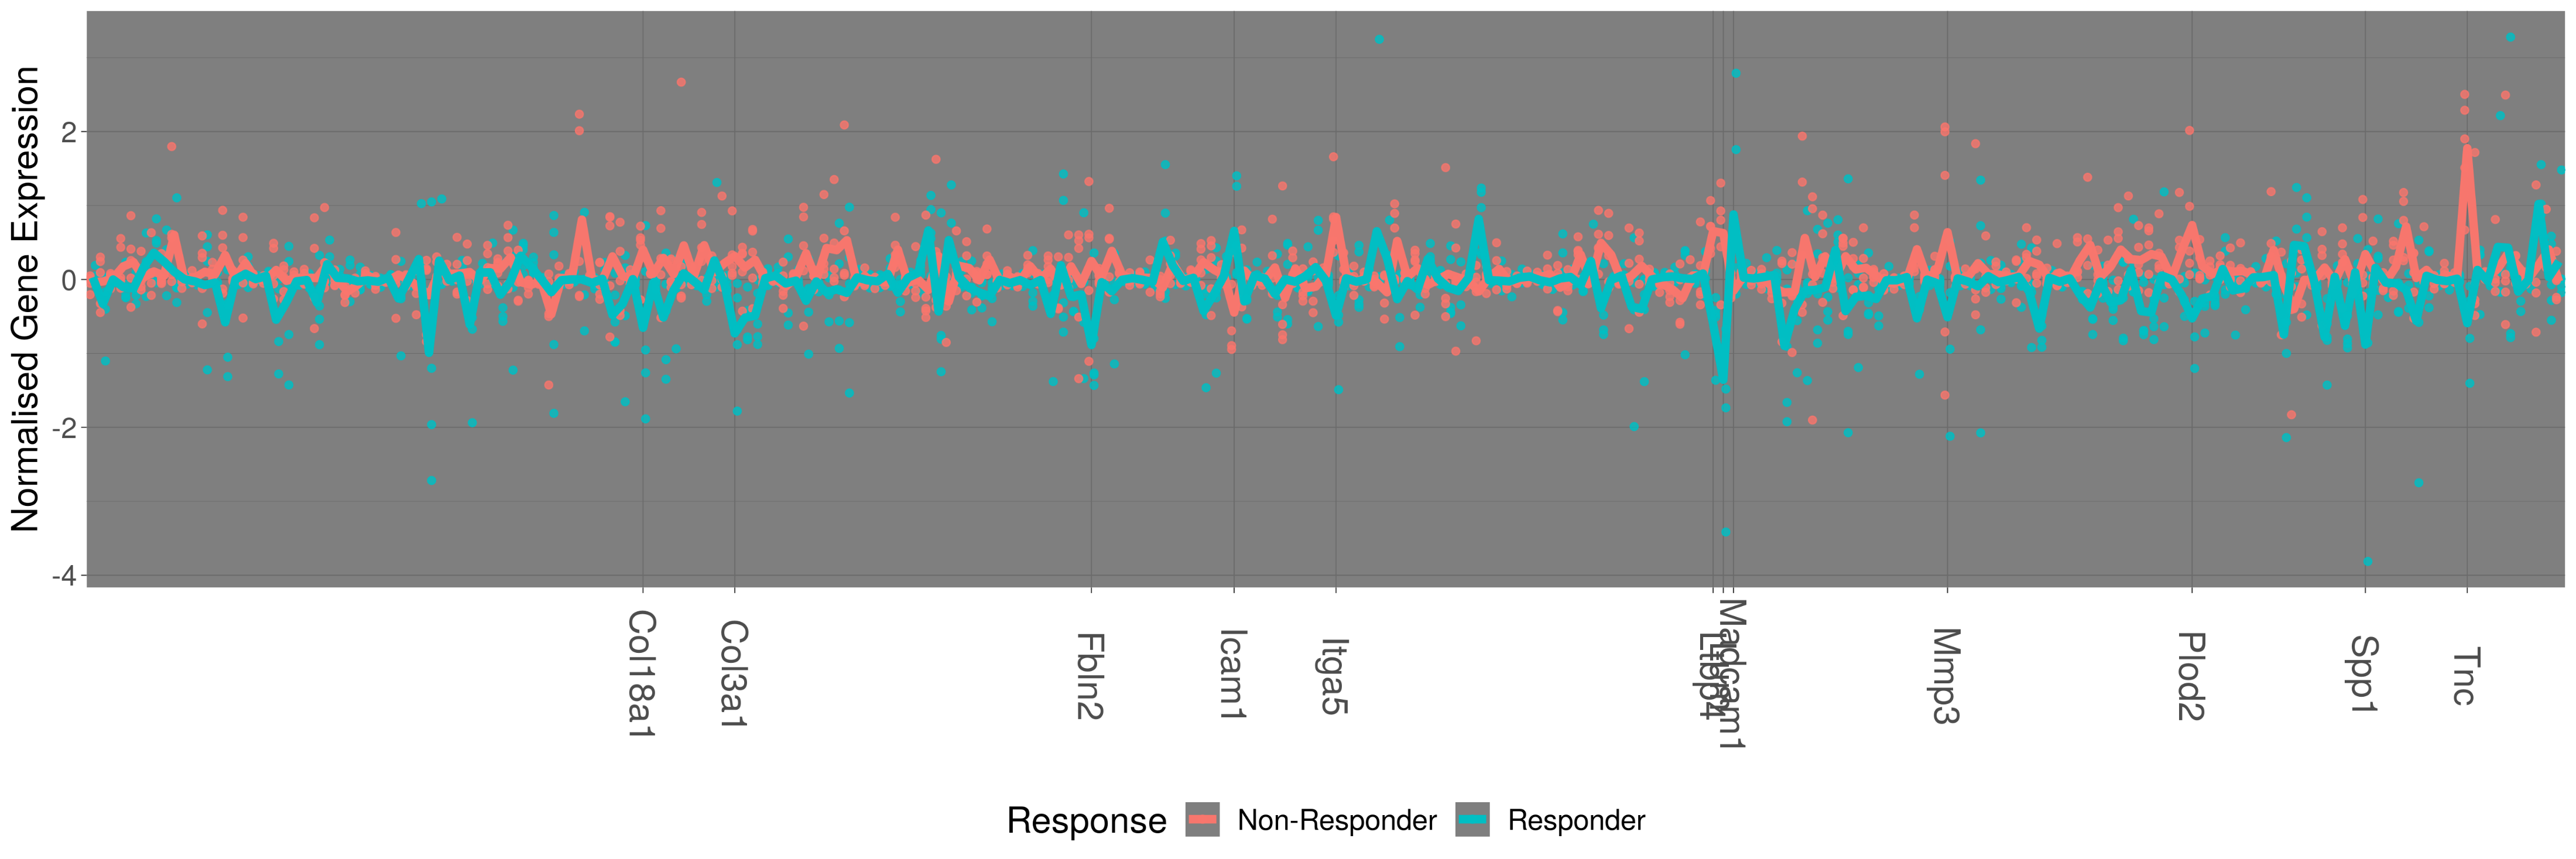 Normalised Gene Expression
2
0
-2
-4
Col18a1
Col3a1
Fbln2
Icam1
Itga5
Ltbp4
Madcam1
Mmp3
Plod2
Spp1
Tnc
Response
Non-Responder
Responder